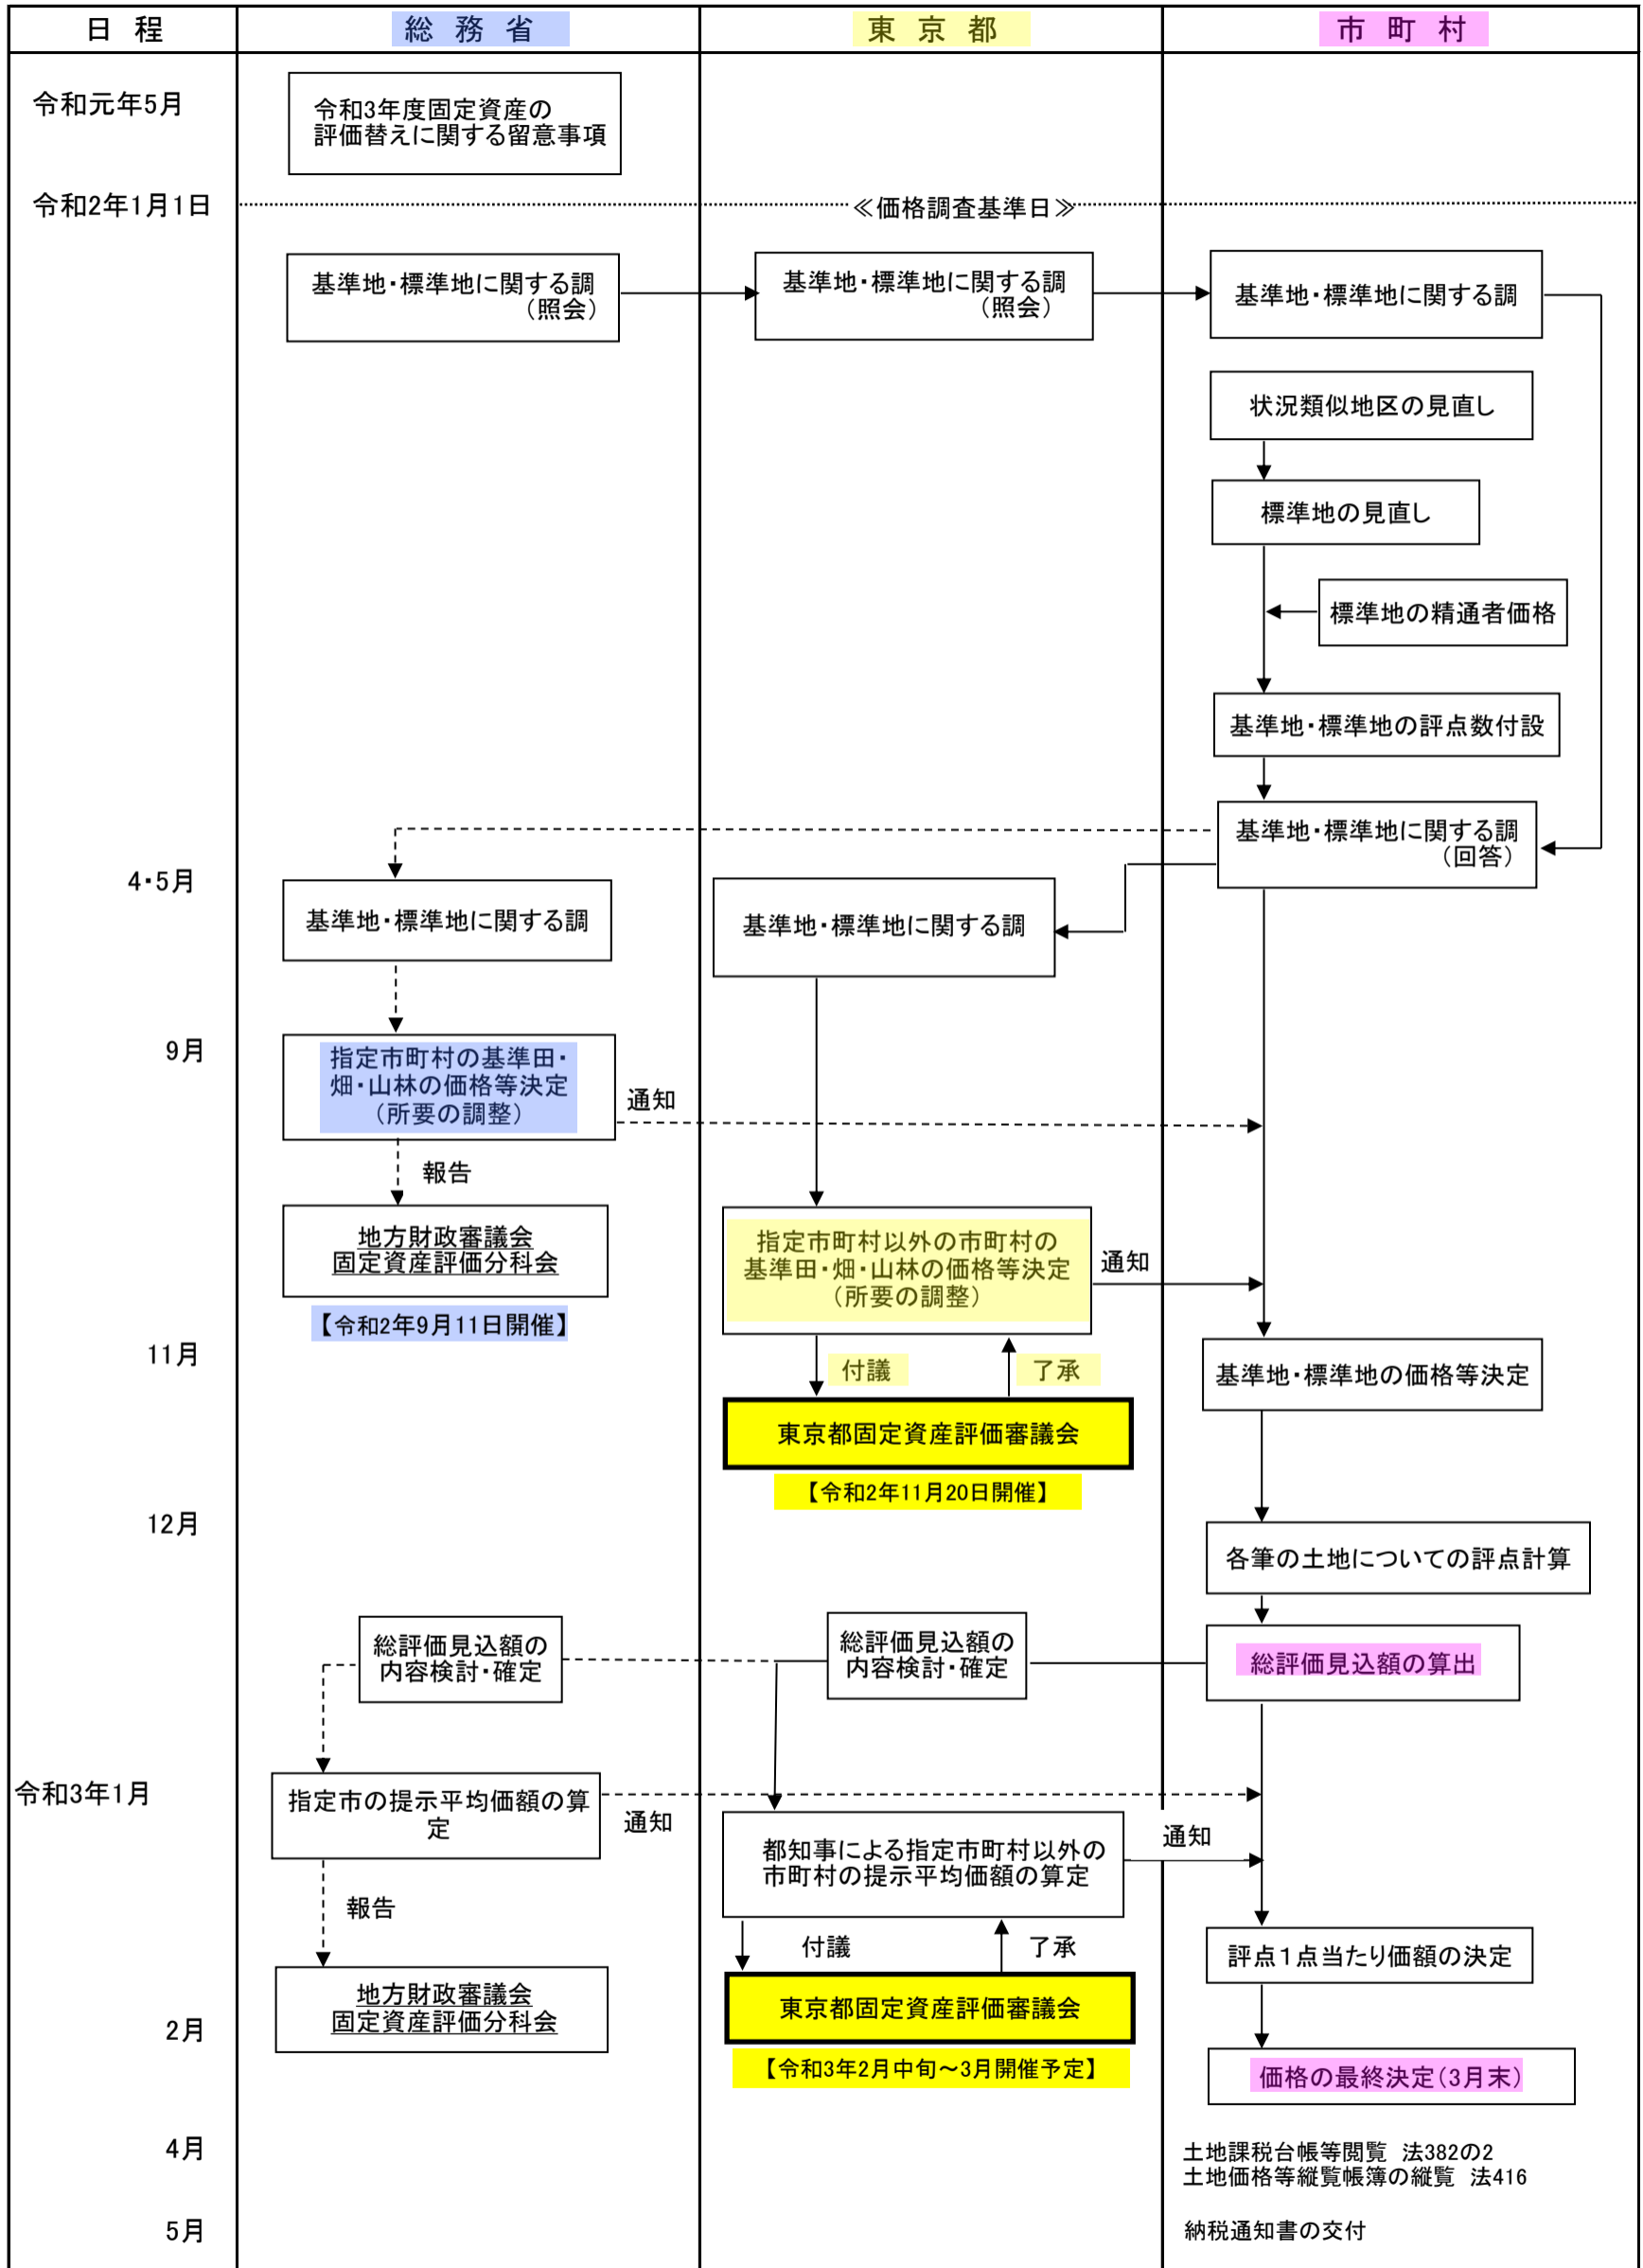 日 程
総 務 省
東 京 都
市 町 村
令和元年5月
令和3年度固定資産の
評価替えに関する留意事項
令和2年1月1日
≪価格調査基準日≫
基準地・標準地に関する調
（照会）
基準地・標準地に関する調
（照会）
基準地・標準地に関する調
状況類似地区の見直し
標準地の見直し
標準地の精通者価格
基準地・標準地の評点数付設
基準地・標準地に関する調
（回答）
4・5月
基準地・標準地に関する調
基準地・標準地に関する調
9月
指定市町村の基準田・
畑・山林の価格等決定
（所要の調整）
通知
報告
地方財政審議会
固定資産評価分科会
【令和2年9月11日開催】
指定市町村以外の市町村の
基準田・畑・山林の価格等決定
（所要の調整）
通知
11月
付議
了承
基準地・標準地の価格等決定
東京都固定資産評価審議会
【令和2年11月20日開催】
12月
各筆の土地についての評点計算
総評価見込額の
内容検討・確定
総評価見込額の
内容検討・確定
総評価見込額の算出
令和3年1月
指定市の提示平均価額の算
定
通知
都知事による指定市町村以外の
市町村の提示平均価額の算定
通知
報告
付議
了承
評点１点当たり価額の決定
地方財政審議会
固定資産評価分科会
東京都固定資産評価審議会
2月
【令和3年2月中旬～3月開催予定】
価格の最終決定（3月末）
4月
土地課税台帳等閲覧 法382の2
土地価格等縦覧帳簿の縦覧 法416
5月
納税通知書の交付